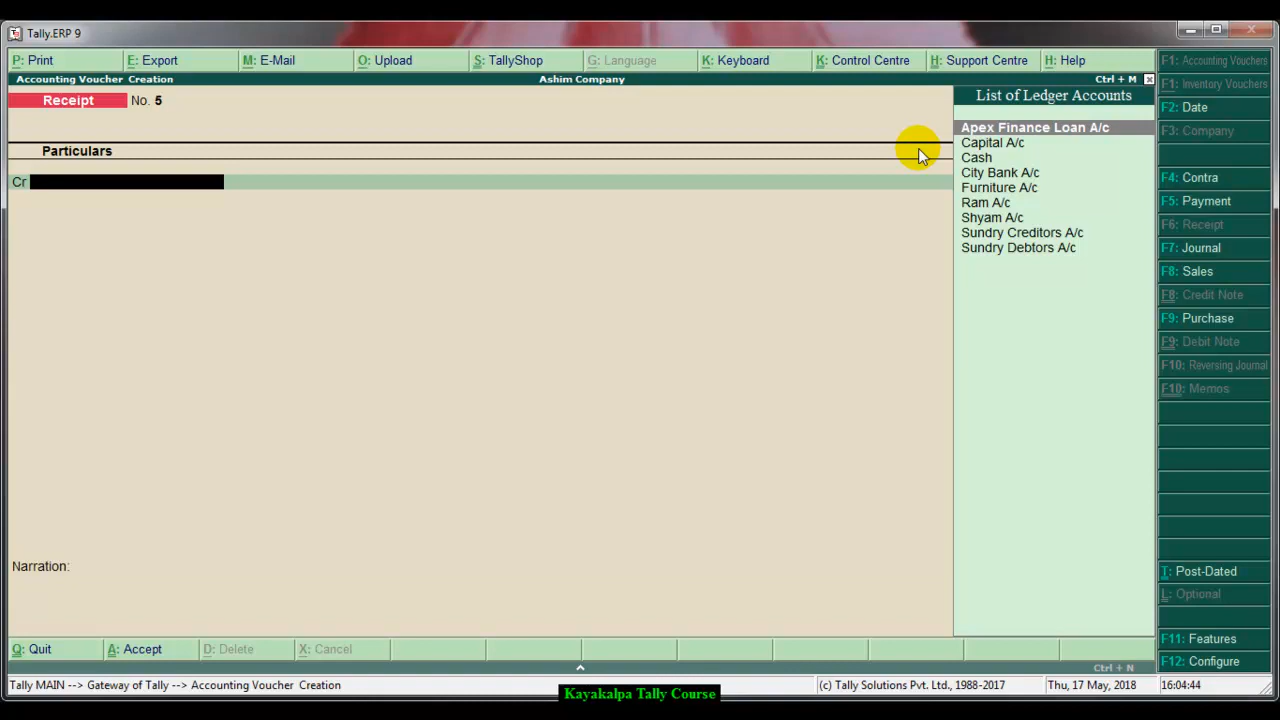 Tally.ERP 9
P: Print E: Export M: E-Mail O: Upload S: TallyShop G: Language K: Keyboard K: Control Centre H: Support Centre H: Help
Accounting Voucher Creation Ashim Company Ctrl + M
Receipt No. 5
Particulars
Cr
List of Ledger Accounts
Apex Finance Loan A/c
Capital A/c
Cash
City Bank A/c
Furniture A/c
Ram A/c
Shyam A/c
Sundry Creditors A/c
Sundry Debtors A/c
F1: Accounting Vouchers
F1: Inventory Vouchers
F2: Date
F3: Company
F4: Contra
F5: Payment
F6: Receipt
F7: Journal
F8: Sales
F8: Credit Note
F9: Purchase
F9: Debit Note
F10: Reversing Journal
F10: Memos
T: Post-Dated
L: Optional
F11: Features
F12: Configure
Narration:
Q: Quit A: Accept D: Delete X: Cancel
Ctrl + N
Tally MAIN --> Gateway of Tally --> Accounting Voucher Creation (c) Tally Solutions Pvt. Ltd., 1988-2017 Thu, 17 May, 2018 16:04:44
Kayakalpa Tally Course